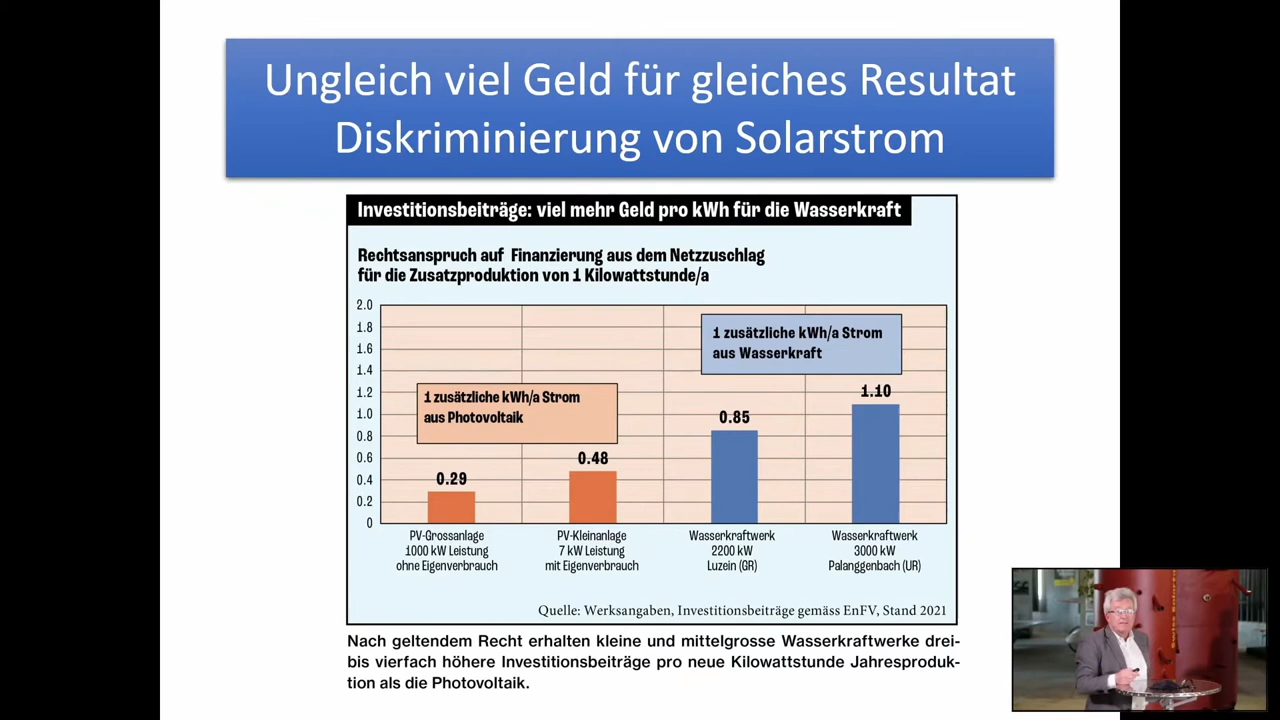 Ungleich viel Geld für gleiches Resultat
Diskriminierung von Solarstrom
Investitionsbeiträge: viel mehr Geld pro kWh für die Wasserkraft
Rechtsanspruch auf Finanzierung aus dem Netzzuschlag
für die Zusatzproduktion von 1 Kilowattstunde/a
2.0
1.8
1.6
1.4
1.2
1.0
0.8
0.6
0.4
0.2
0
1 zusätzliche kWh/a Strom
aus Photovoltaik
1 zusätzliche kWh/a Strom
aus Wasserkraft
0.29
0.48
0.85
1.10
PV-Grossanlage
1000 kW Leistung
ohne Eigenverbrauch
PV-Kleinanlage
7 kW Leistung
mit Eigenverbrauch
Wasserkraftwerk
2200 kW
Luzein (GR)
Wasserkraftwerk
3000 kW
Palanggenbach (UR)
Quelle: Werksangaben, Investitionsbeiträge gemäss EnFV, Stand 2021
Nach geltendem Recht erhalten kleine und mittelgrosse Wasserkraftwerke drei-
bis vierfach höhere Investitionsbeiträge pro neue Kilowattstunde Jahresproduk-
tion als die Photovoltaik.